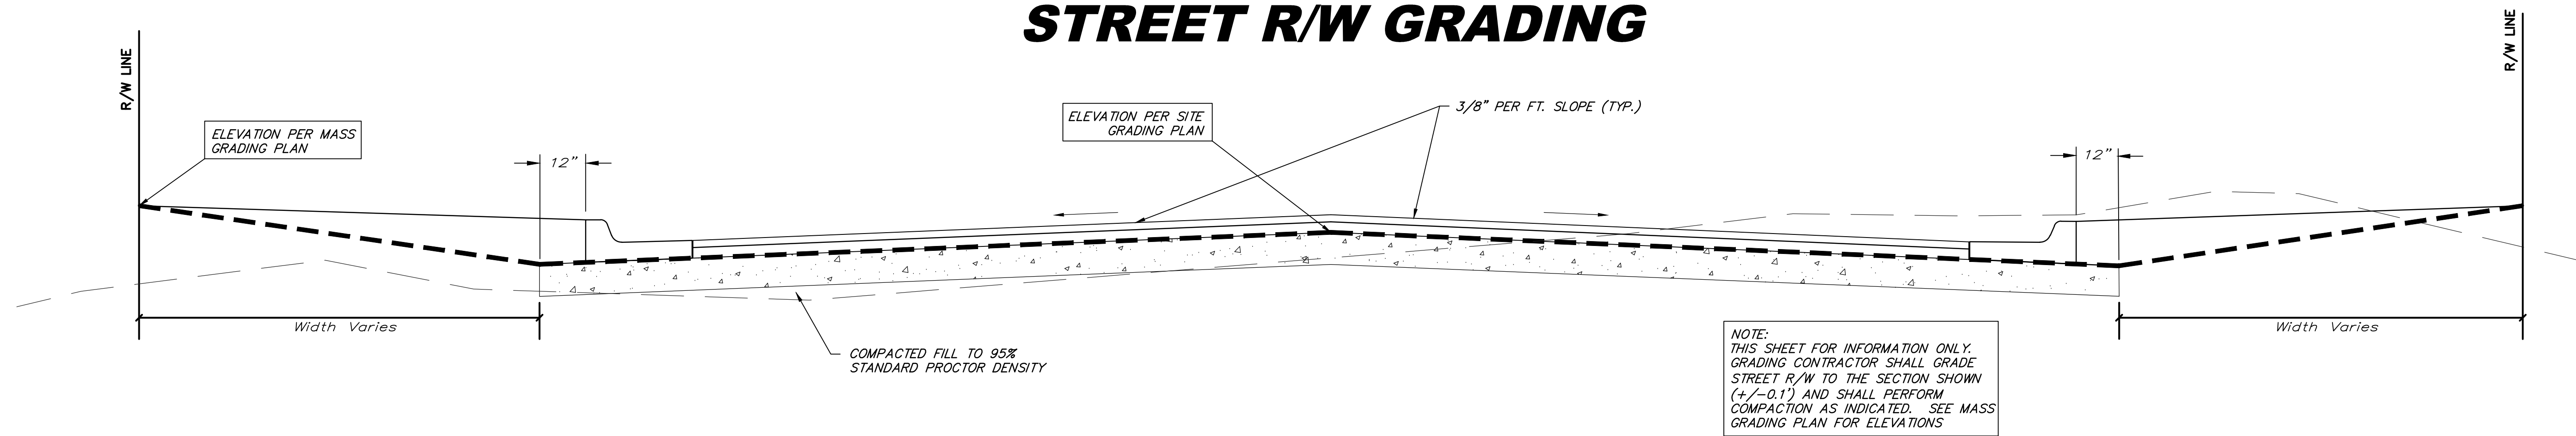 STREET R/W GRADING
R/W LINE
R/W LINE
ELEVATION PER MASS
GRADING PLAN
12"
ELEVATION PER SITE
GRADING PLAN
3/8" PER FT. SLOPE (TYP.)
12"
Width Varies
Width Varies
COMPACTED FILL TO 95%
STANDARD PROCTOR DENSITY
NOTE:
THIS SHEET FOR INFORMATION ONLY.
GRADING CONTRACTOR SHALL GRADE
STREET R/W TO THE SECTION SHOWN
(+/-0.1') AND SHALL PERFORM
COMPACTION AS INDICATED. SEE MASS
GRADING PLAN FOR ELEVATIONS